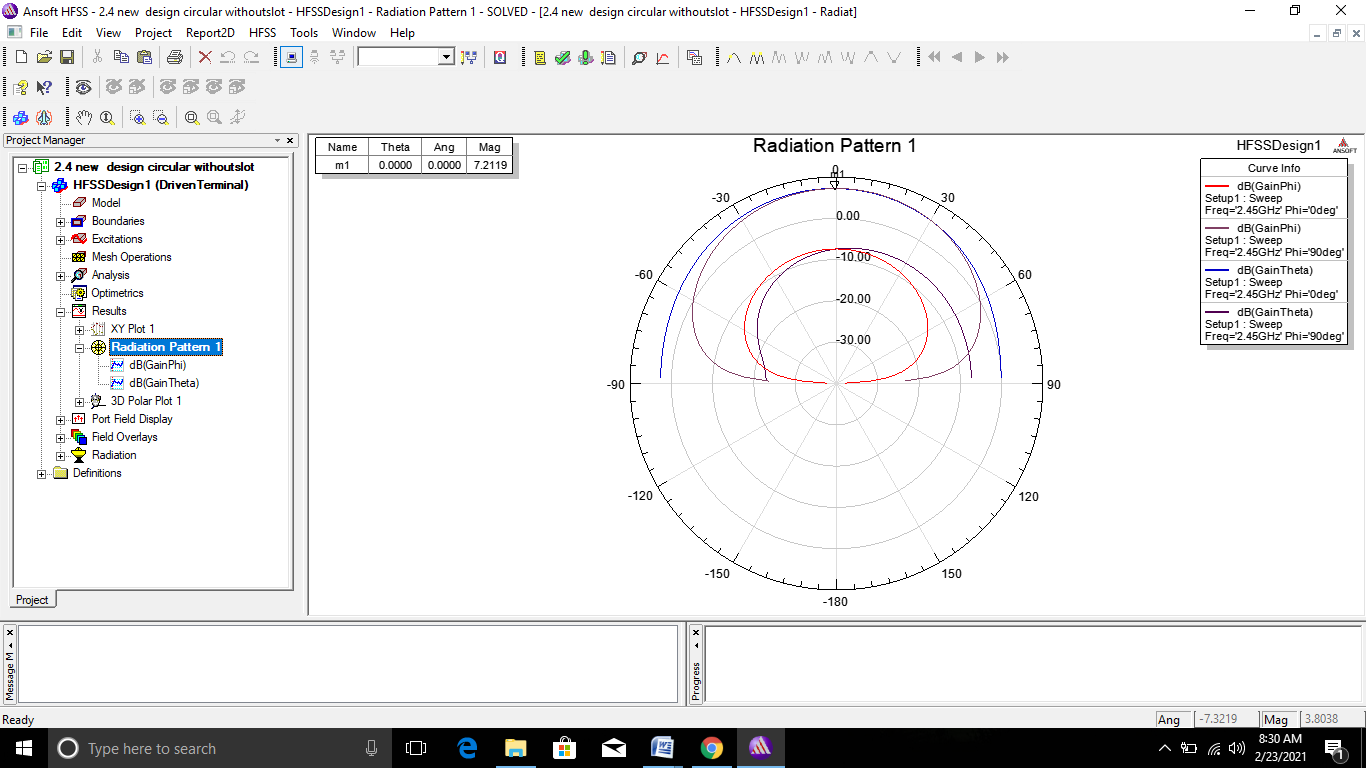 Ansoft HFSS - 2.4 new  design circular withoutslot - HFSSDesign1 - Radiation Pattern 1 - SOLVED - [2.4 new  design circular withoutslot - HFSSDesign1 - Radiat]
File Edit View Project Report2D HFSS Tools Window Help
Project Manager
2.4 new  design circular withoutslot
HFSSDesign1 (DrivenTerminal)
Model
Boundaries
Excitations
Mesh Operations
Analysis
Optimetrics
Results
XY Plot 1
Radiation Pattern 1
dB(GainPhi)
dB(GainTheta)
3D Polar Plot 1
Port Field Display
Field Overlays
Radiation
Definitions
Project
Name Theta Ang Mag
m1 0.0000 0.0000 7.2119
Radiation Pattern 1
HFSSDesign1
ANSOFT
Curve Info
dB(GainPhi)
Setup1 : Sweep
Freq='2.45GHz' Phi='0deg'
dB(GainPhi)
Setup1 : Sweep
Freq='2.45GHz' Phi='90deg'
dB(GainTheta)
Setup1 : Sweep
Freq='2.45GHz' Phi='0deg'
dB(GainTheta)
Setup1 : Sweep
Freq='2.45GHz' Phi='90deg'
0
m1
-30 30
0.00
-10.00
-60 60
-20.00
-30.00
-90 90
-120 120
-150 150
-180
Message M
Progress
Ready
Ang -7.3219 Mag 3.8038
Type here to search
8:30 AM
2/23/2021
1